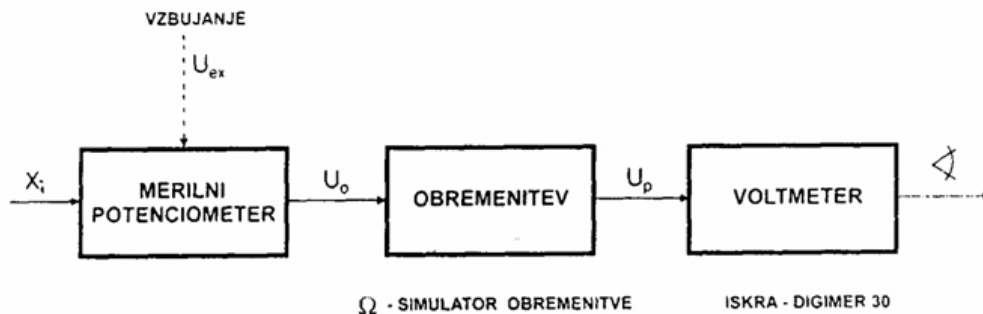 VZBUJANJE
U_ex
X_i
MERILNI
POTENCIOMETER
U_o
OBREMENITEV
U_p
VOLTMETER
Ω - SIMULATOR OBREMENITVE
ISKRA - DIGIMER 30